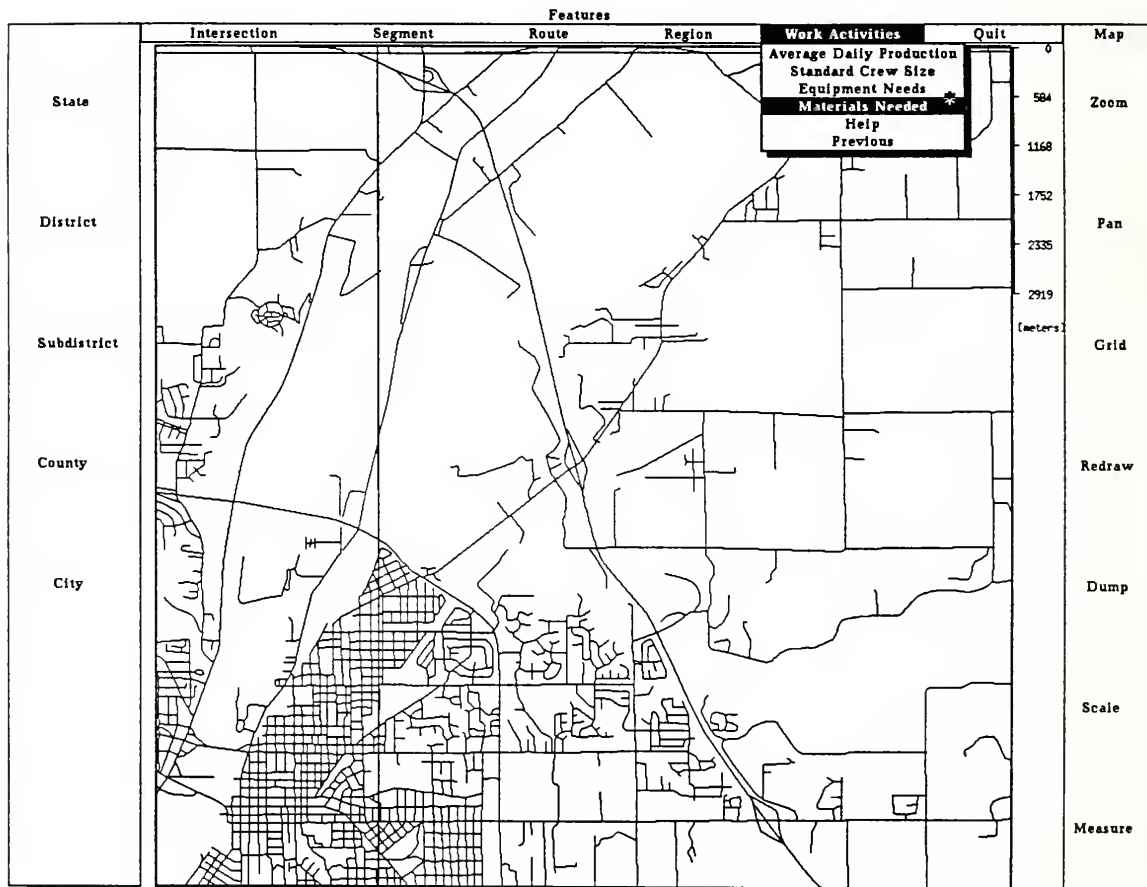 Features
Intersection Segment Route Region Work Activities Quit Map
Average Daily Production
Standard Crew Size
Equipment Needs
Materials Needed *
Help
Previous
0
584
1168
1752
2335
2919
[meters]
State
District
Subdistrict
County
City
Zoom
Pan
Grid
Redraw
Dump
Scale
Measure